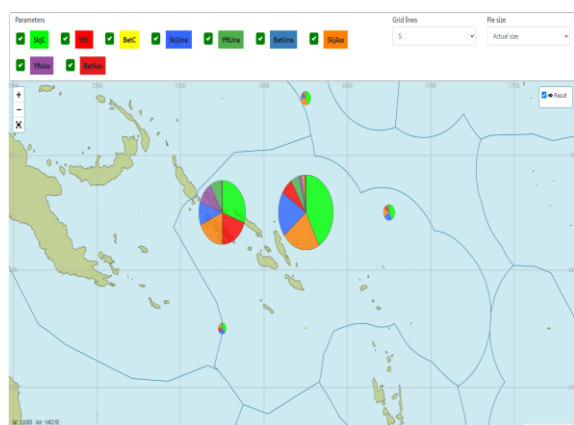 Parameters
Grid lines
Pie size
SkjC
YftC
BetC
SkjUna
YftUna
BetUna
SkjAss
5
Actual size
YftAss
BetAss
+
Result
−